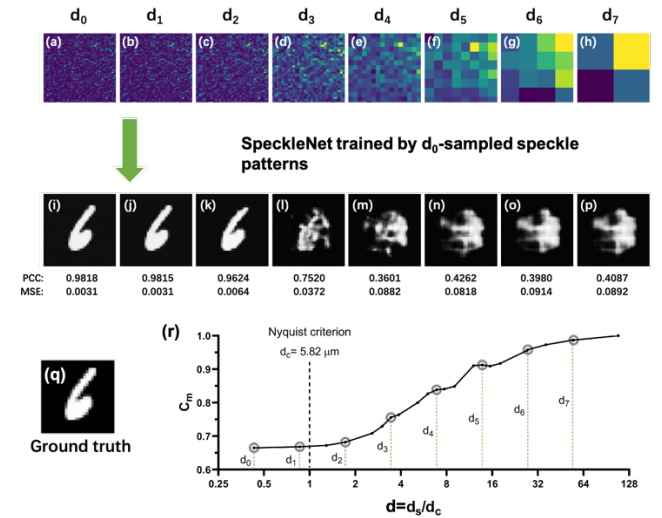 d₀ d₁ d₂ d₃ d₄ d₅ d₆ d₇
(a) (b) (c) (d) (e) (f) (g) (h)
SpeckleNet trained by d₀-sampled speckle
patterns
(i) (j) (k) (l) (m) (n) (o) (p)
PCC: 0.9818 0.9815 0.9624 0.7520 0.3601 0.4262 0.3980 0.4087
MSE: 0.0031 0.0031 0.0064 0.0372 0.0882 0.0818 0.0914 0.0892
(q)
Ground truth
(r)
Nyquist criterion
d꜀= 5.82 μm
Cₘ
1.0
0.9
0.8
0.7
0.6
d₀ d₁ d₂ d₃ d₄ d₅ d₆ d₇
0.25 0.5 1 2 4 8 16 32 64 128
d=dₛ/d꜀